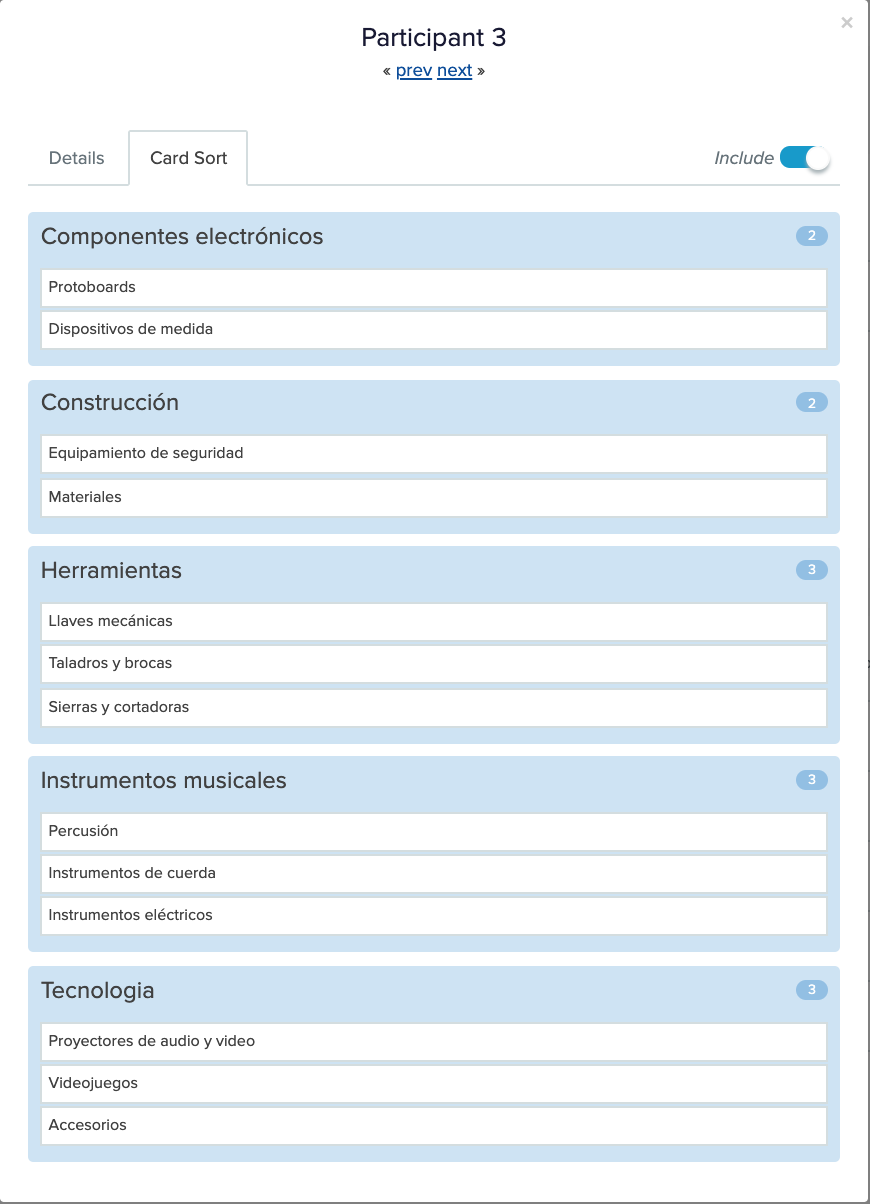 ×
Participant 3
« prev next »
Details
Card Sort
Include
Componentes electrónicos 2
Protoboards
Dispositivos de medida
Construcción 2
Equipamiento de seguridad
Materiales
Herramientas 3
Llaves mecánicas
Taladros y brocas
Sierras y cortadoras
Instrumentos musicales 3
Percusión
Instrumentos de cuerda
Instrumentos eléctricos
Tecnologia 3
Proyectores de audio y video
Videojuegos
Accesorios